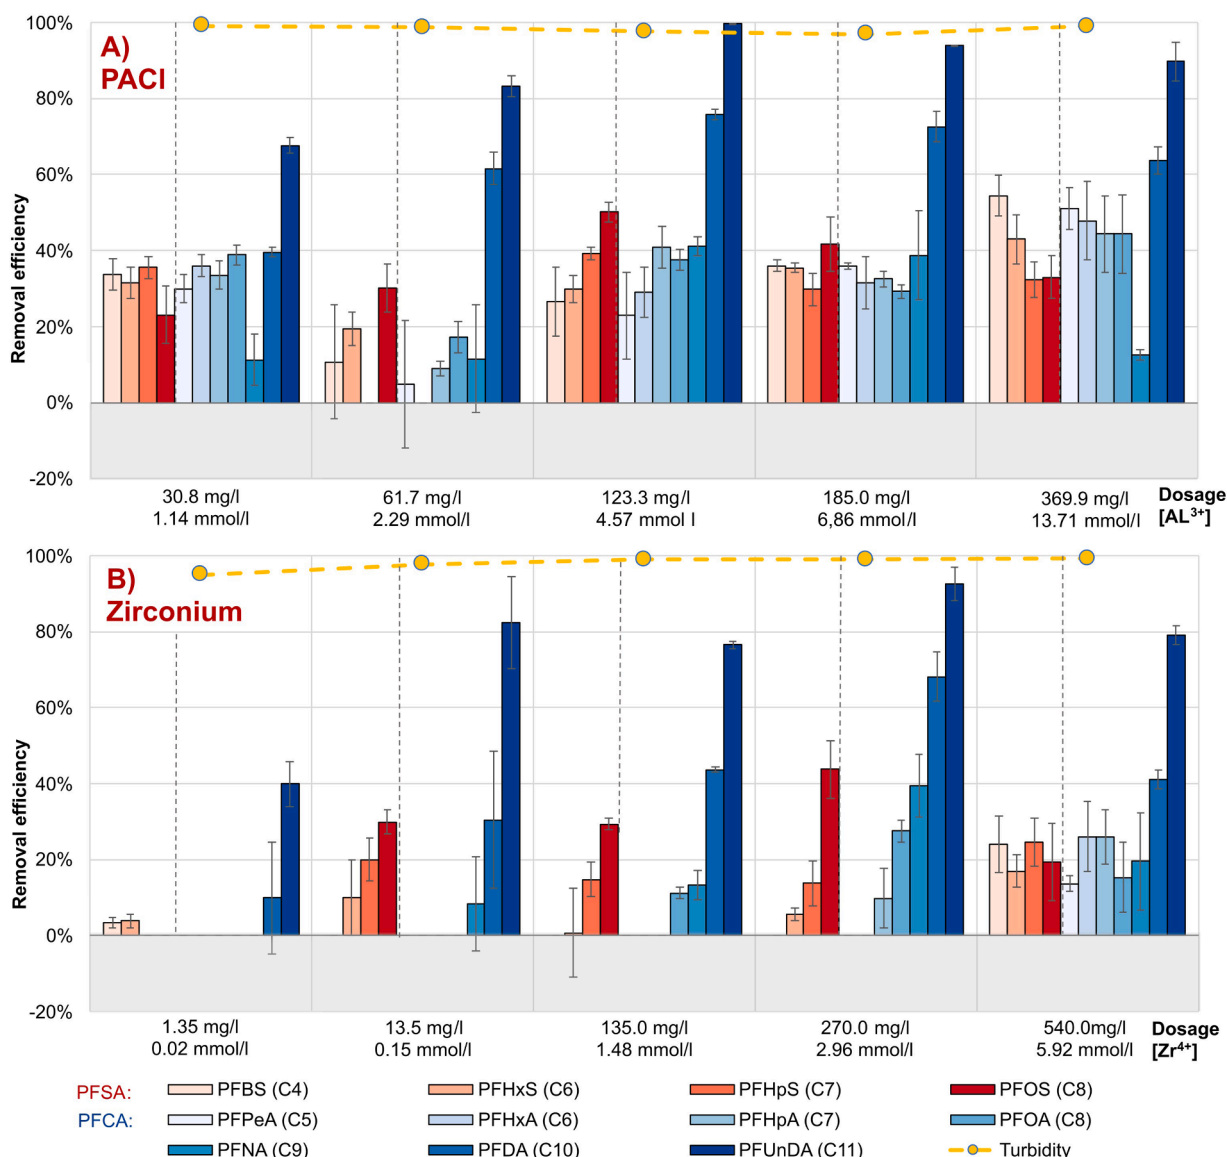 A)
PACl
Removal efficiency
100%
80%
60%
40%
20%
0%
-20%
30.8 mg/l 61.7 mg/l 123.3 mg/l 185.0 mg/l 369.9 mg/l Dosage
1.14 mmol/l 2.29 mmol/l 4.57 mmol l 6,86 mmol/l 13.71 mmol/l [AL³⁺]
B)
Zirconium
Removal efficiency
100%
80%
60%
40%
20%
0%
-20%
1.35 mg/l 13.5 mg/l 135.0 mg/l 270.0 mg/l 540.0mg/l Dosage
0.02 mmol/l 0.15 mmol/l 1.48 mmol/l 2.96 mmol/l 5.92 mmol/l [Zr⁴⁺]
PFSA: PFBS (C4) PFHxS (C6) PFHpS (C7) PFOS (C8)
PFCA: PFPeA (C5) PFHxA (C6) PFHpA (C7) PFOA (C8)
PFNA (C9) PFDA (C10) PFUnDA (C11) Turbidity